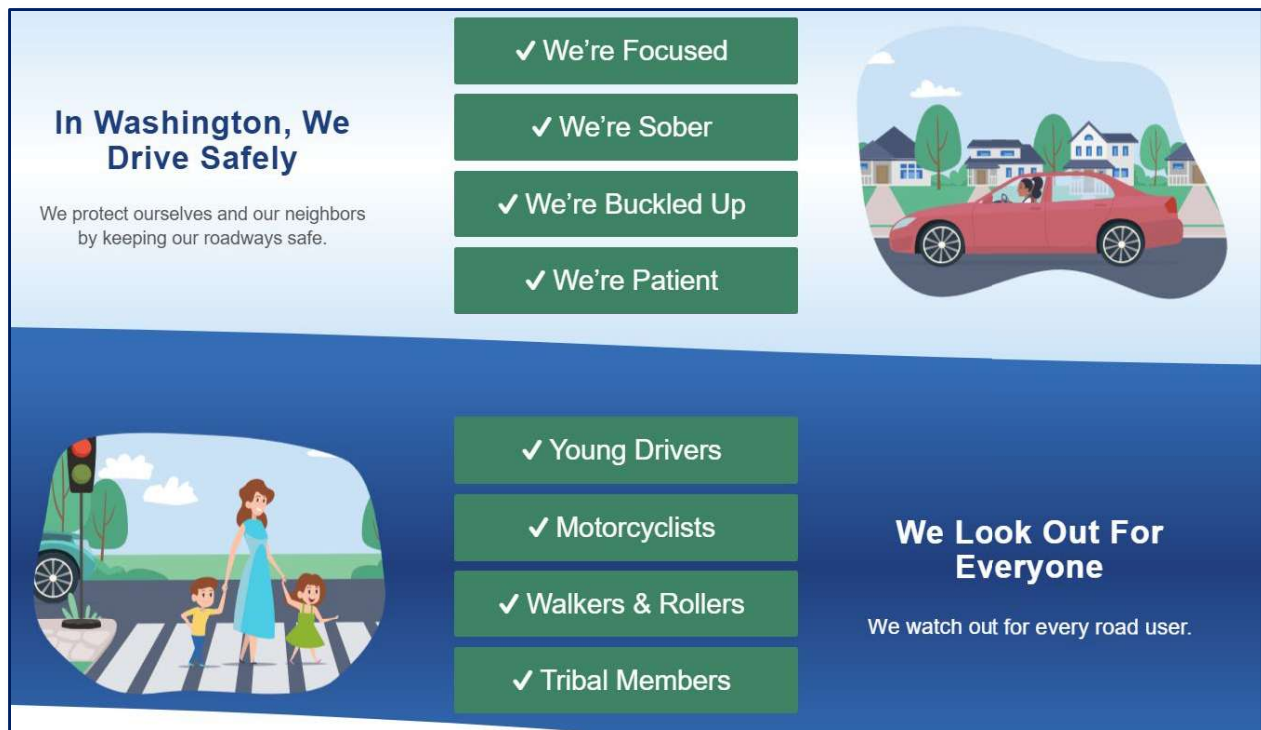 In Washington, We
Drive Safely
We protect ourselves and our neighbors
by keeping our roadways safe.
✔ We’re Focused
✔ We’re Sober
✔ We’re Buckled Up
✔ We’re Patient
✔ Young Drivers
✔ Motorcyclists
✔ Walkers & Rollers
✔ Tribal Members
We Look Out For
Everyone
We watch out for every road user.